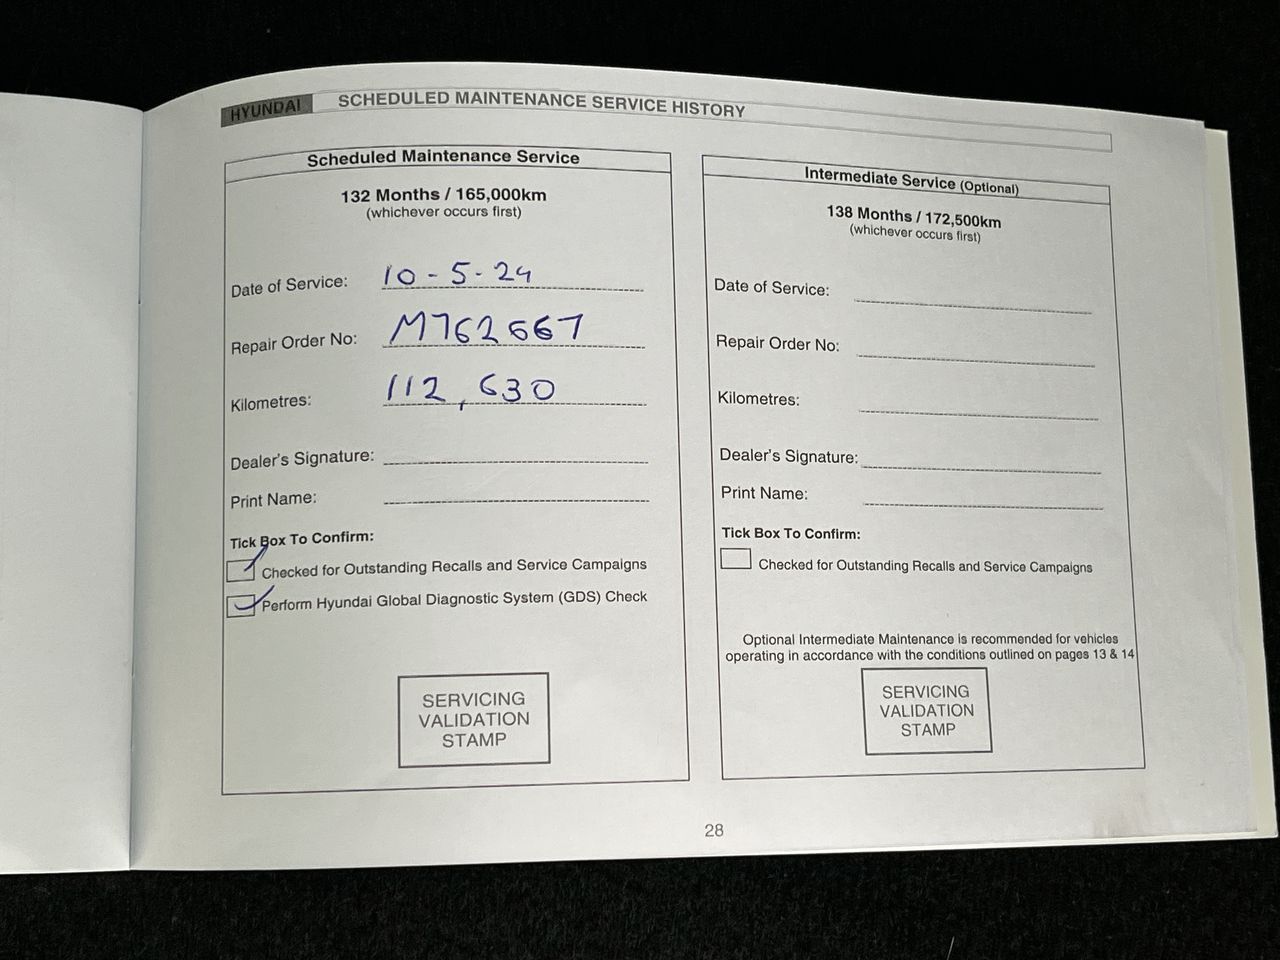 HYUNDAI SCHEDULED MAINTENANCE SERVICE HISTORY
Scheduled Maintenance Service
132 Months / 165,000km
(whichever occurs first)
Date of Service: 10-5-24
Repair Order No: M762667
Kilometres: 112,630
Dealer's Signature:
Print Name:
Tick Box To Confirm:
Checked for Outstanding Recalls and Service Campaigns
Perform Hyundai Global Diagnostic System (GDS) Check
SERVICING
VALIDATION
STAMP
Intermediate Service (Optional)
138 Months / 172,500km
(whichever occurs first)
Date of Service:
Repair Order No:
Kilometres:
Dealer's Signature:
Print Name:
Tick Box To Confirm:
Checked for Outstanding Recalls and Service Campaigns
Optional Intermediate Maintenance is recommended for vehicles
operating in accordance with the conditions outlined on pages 13 & 14
SERVICING
VALIDATION
STAMP
28